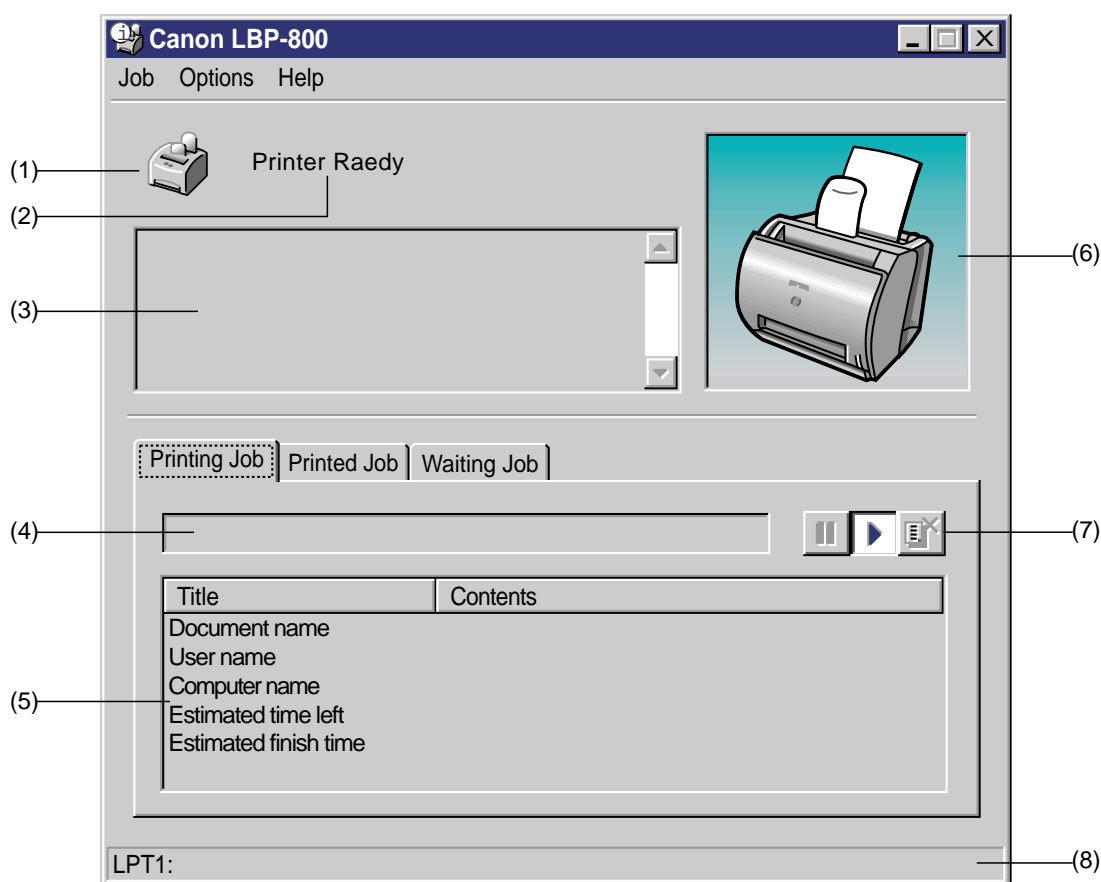 Canon LBP-800
Job Options Help
(1)
Printer Raedy
(2)
(3)
(6)
Printing Job Printed Job Waiting Job
(4)
(7)
Title Contents
Document name
User name
Computer name
(5)
Estimated time left
Estimated finish time
LPT1:
(8)